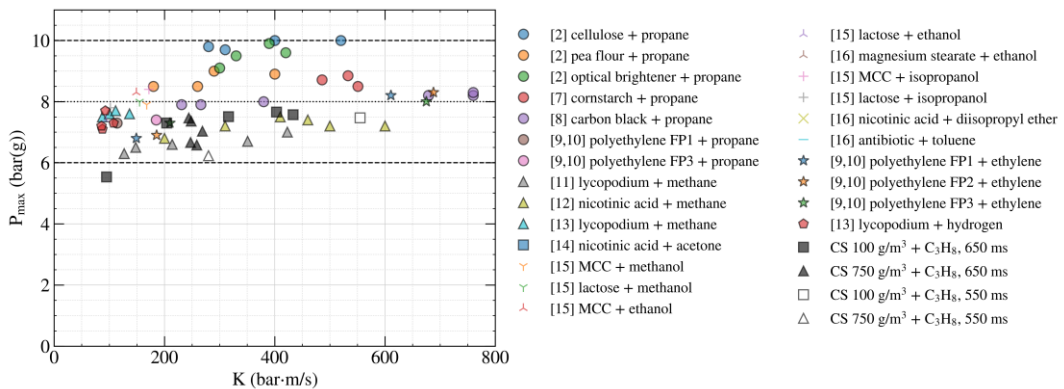 10
8
6
4
2
0
P_max (bar(g))
0
200
400
600
800
K (bar·m/s)
[2] cellulose + propane
[2] pea flour + propane
[2] optical brightener + propane
[7] cornstarch + propane
[8] carbon black + propane
[9,10] polyethylene FP1 + propane
[9,10] polyethylene FP3 + propane
[11] lycopodium + methane
[12] nicotinic acid + methane
[13] lycopodium + methane
[14] nicotinic acid + acetone
[15] MCC + methanol
[15] lactose + methanol
[15] MCC + ethanol
[15] lactose + ethanol
[16] magnesium stearate + ethanol
[15] MCC + isopropanol
[15] lactose + isopropanol
[16] nicotinic acid + diisopropyl ether
[16] antibiotic + toluene
[9,10] polyethylene FP1 + ethylene
[9,10] polyethylene FP2 + ethylene
[9,10] polyethylene FP3 + ethylene
[13] lycopodium + hydrogen
CS 100 g/m³ + C₃H₈, 650 ms
CS 750 g/m³ + C₃H₈, 650 ms
CS 100 g/m³ + C₃H₈, 550 ms
CS 750 g/m³ + C₃H₈, 550 ms